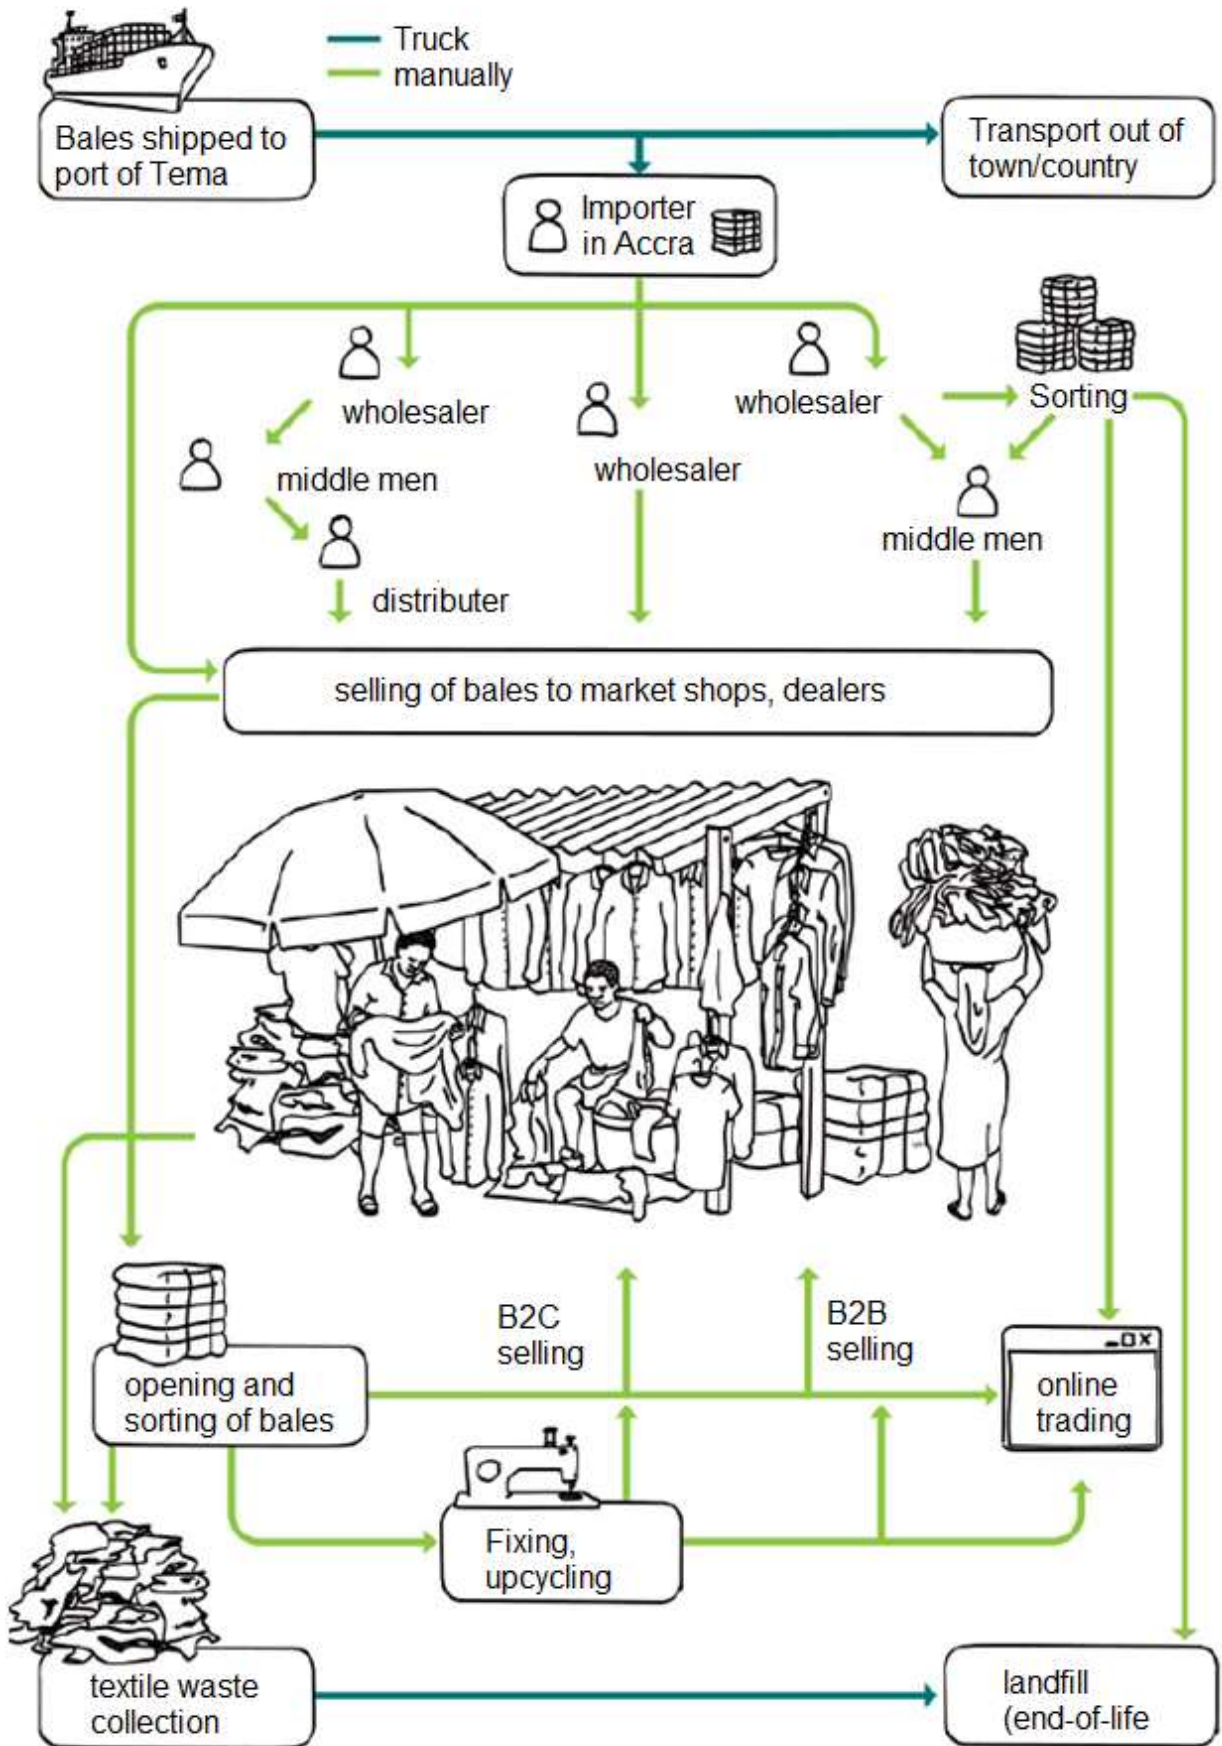 Truck
manually
Bales shipped to
port of Tema
Transport out of
town/country
Importer
in Accra
wholesaler
wholesaler
Sorting
middle men
wholesaler
middle men
distributer
selling of bales to market shops, dealers
B2C
selling
B2B
selling
opening and
sorting of bales
online
trading
Fixing,
upcycling
textile waste
collection
landfill
(end-of-life